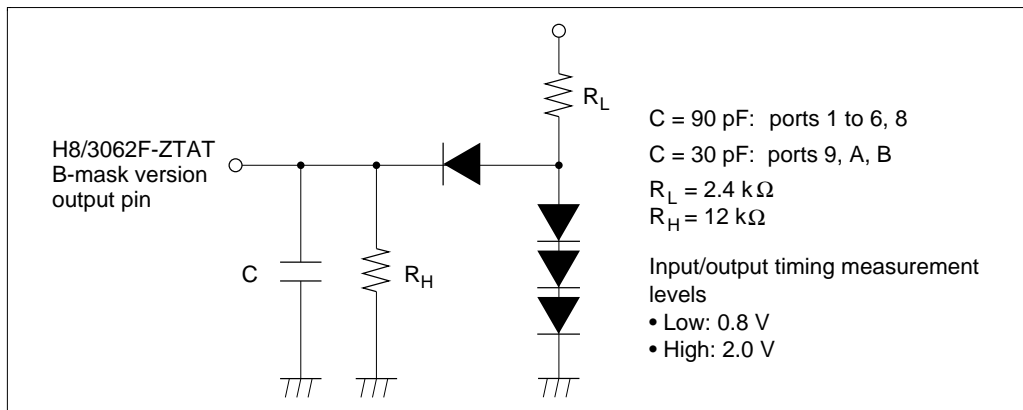 H8/3062F-ZTAT
B-mask version
output pin
C
R_H
R_L
C = 90 pF: ports 1 to 6, 8
C = 30 pF: ports 9, A, B
R_L = 2.4 kΩ
R_H = 12 kΩ
Input/output timing measurement
levels
• Low: 0.8 V
• High: 2.0 V